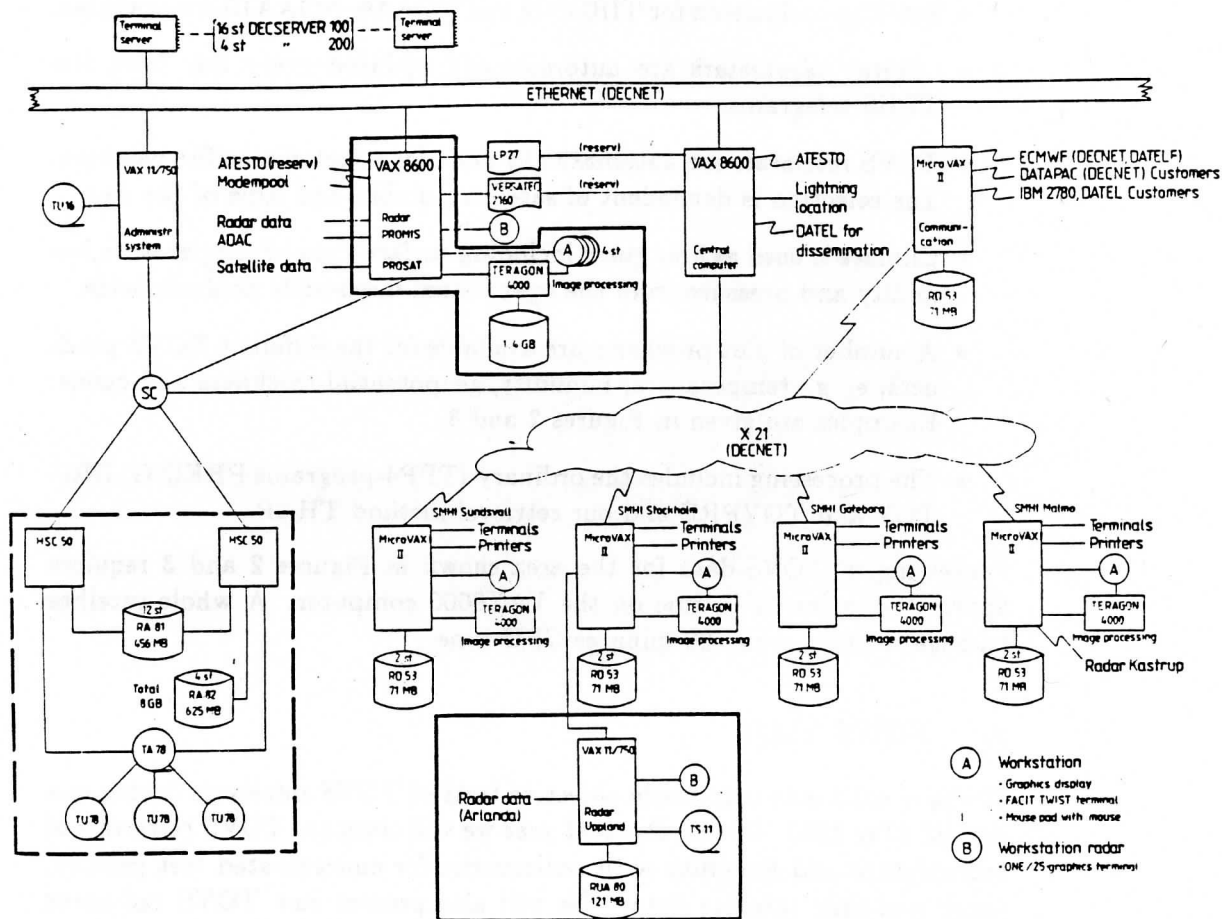 Terminal server
16 st DECSERVER 100
4 st " 200
Terminal server
ETHERNET (DECNET)
VAX 11/750
Administr system
TU 16
ATESTO (reserv)
Modempool
Radar data
ADAC
Satellite data
VAX 8600
Radar
PROMIS
PROSAT
LP 27
(reserv)
VERSATEC
(reserv)
B
A
4 st
TERAGON 4000
Image processing
1.4 GB
VAX 8600
Central computer
ATESTO
Lightning location
DATEL for dissemination
MicroVAX II
Communication
ECMWF (DECNET, DATEL F)
DATAPAC (DECNET) Customers
IBM 2780, DATEL Customers
RD 53
71 MB
SC
X 21
(DECNET)
HSC 50
HSC 50
12 st
RA 81
456 MB
Total 8 GB
4 st
RA 82
625 MB
TA 78
TU 78
TU 78
TU 78
SMHI Sundsvall
MicroVAX II
Terminals
Printers
A
TERAGON 4000
Image processing
2 st
RD 53
71 MB
SMHI Stockholm
MicroVAX II
Terminals
Printers
A
TERAGON 4000
Image processing
2 st
RD 53
71 MB
SMHI Goteborg
MicroVAX II
Terminals
Printers
A
TERAGON 4000
Image processing
2 st
RD 53
71 MB
SMHI Malmo
MicroVAX II
Terminals
Printers
A
TERAGON 4000
Image processing
2 st
RD 53
71 MB
Radar Kastrup
Radar data
(Arlanda)
VAX 11/750
Radar Uppland
B
TS 11
RUA 80
121 MB
A Workstation
- Graphics display
- FACIT TWIST terminal
Mouse pad with mouse
B Workstation radar
- ONE/25 graphics terminal